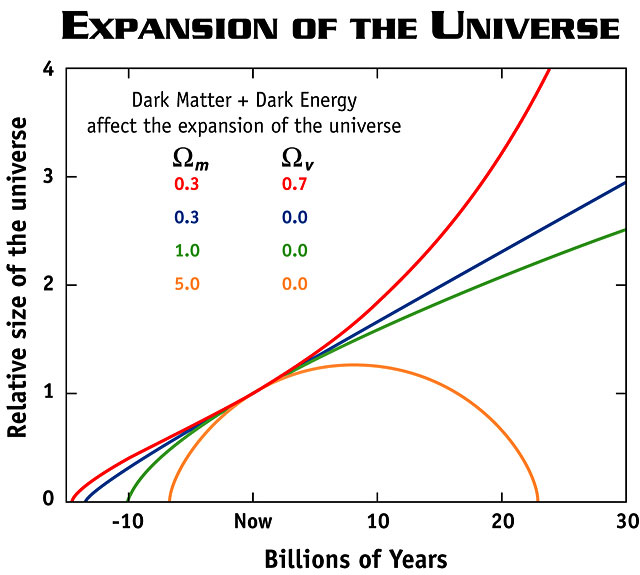 EXPANSION OF THE UNIVERSE
4
3
2
1
0
Relative size of the universe
Dark Matter + Dark Energy
affect the expansion of the universe
Ωm Ωv
0.3 0.7
0.3 0.0
1.0 0.0
5.0 0.0
-10 Now 10 20 30
Billions of Years